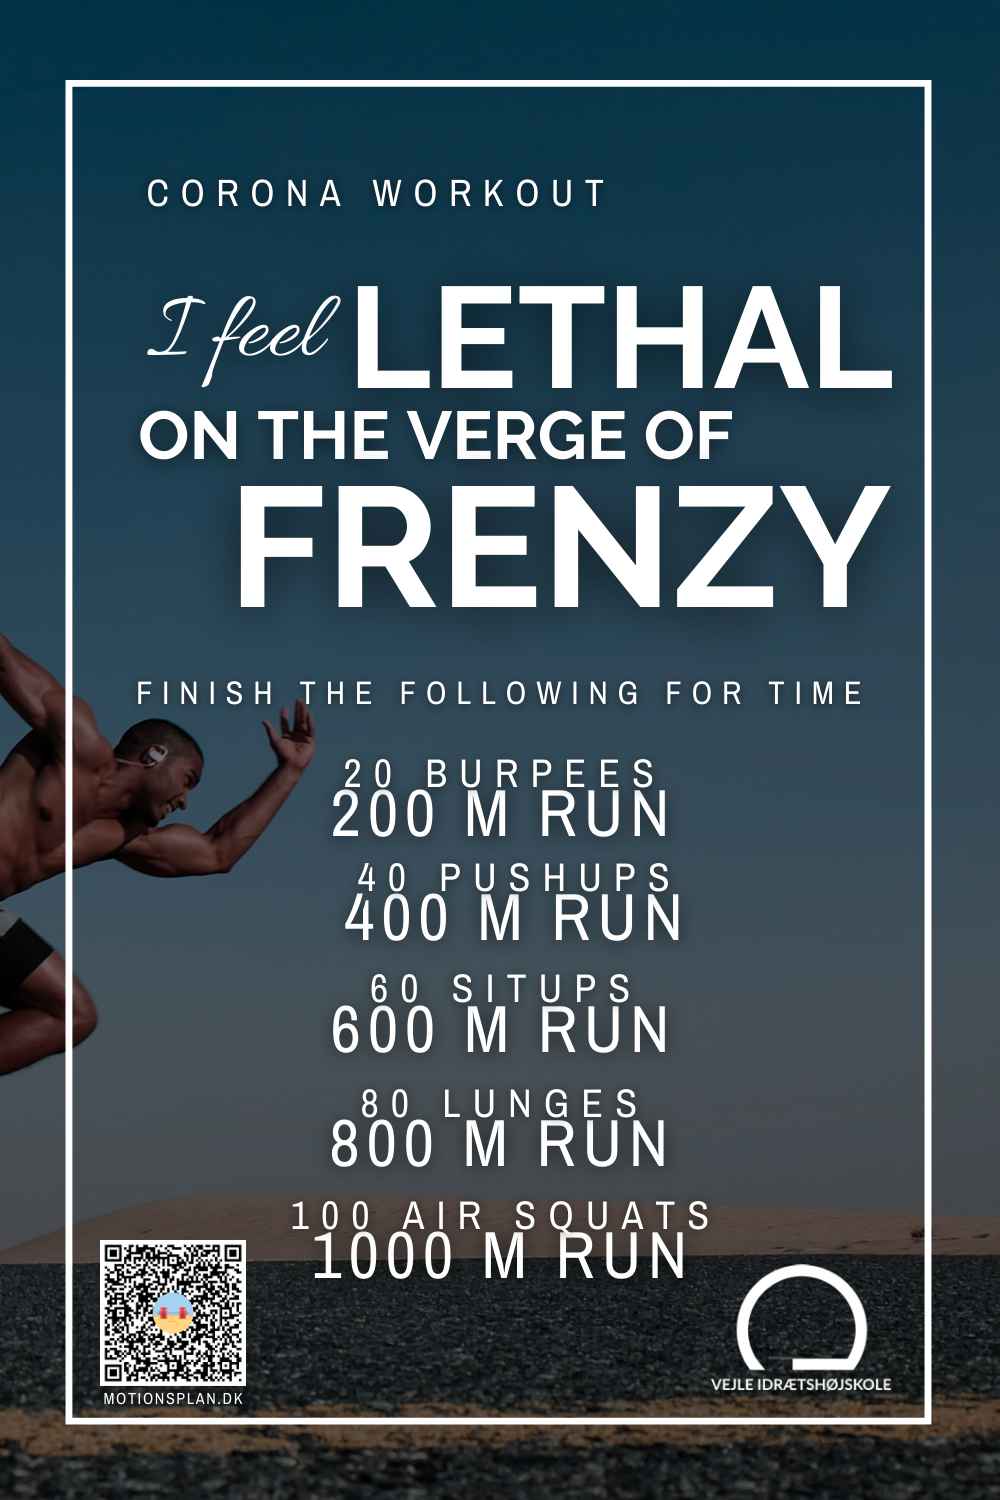 CORONA WORKOUT
I feel LETHAL
ON THE VERGE OF
FRENZY
FINISH THE FOLLOWING FOR TIME
20 BURPEES
200 M RUN
40 PUSHUPS
400 M RUN
60 SITUPS
600 M RUN
80 LUNGES
800 M RUN
100 AIR SQUATS
1000 M RUN
MOTIONSPLAN.DK
VEJLE IDRÆTSHØJSKOLE